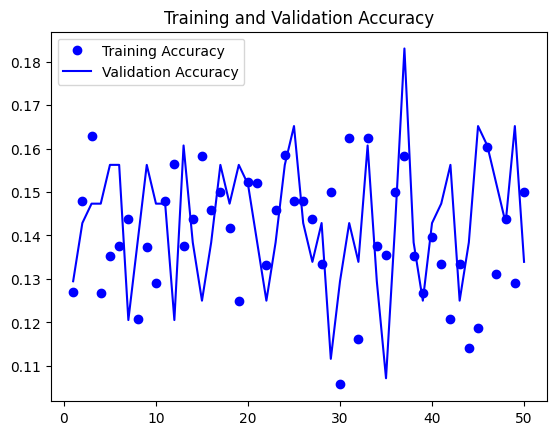 Training and Validation Accuracy
Training Accuracy
Validation Accuracy
0.18
0.17
0.16
0.15
0.14
0.13
0.12
0.11
0 10 20 30 40 50